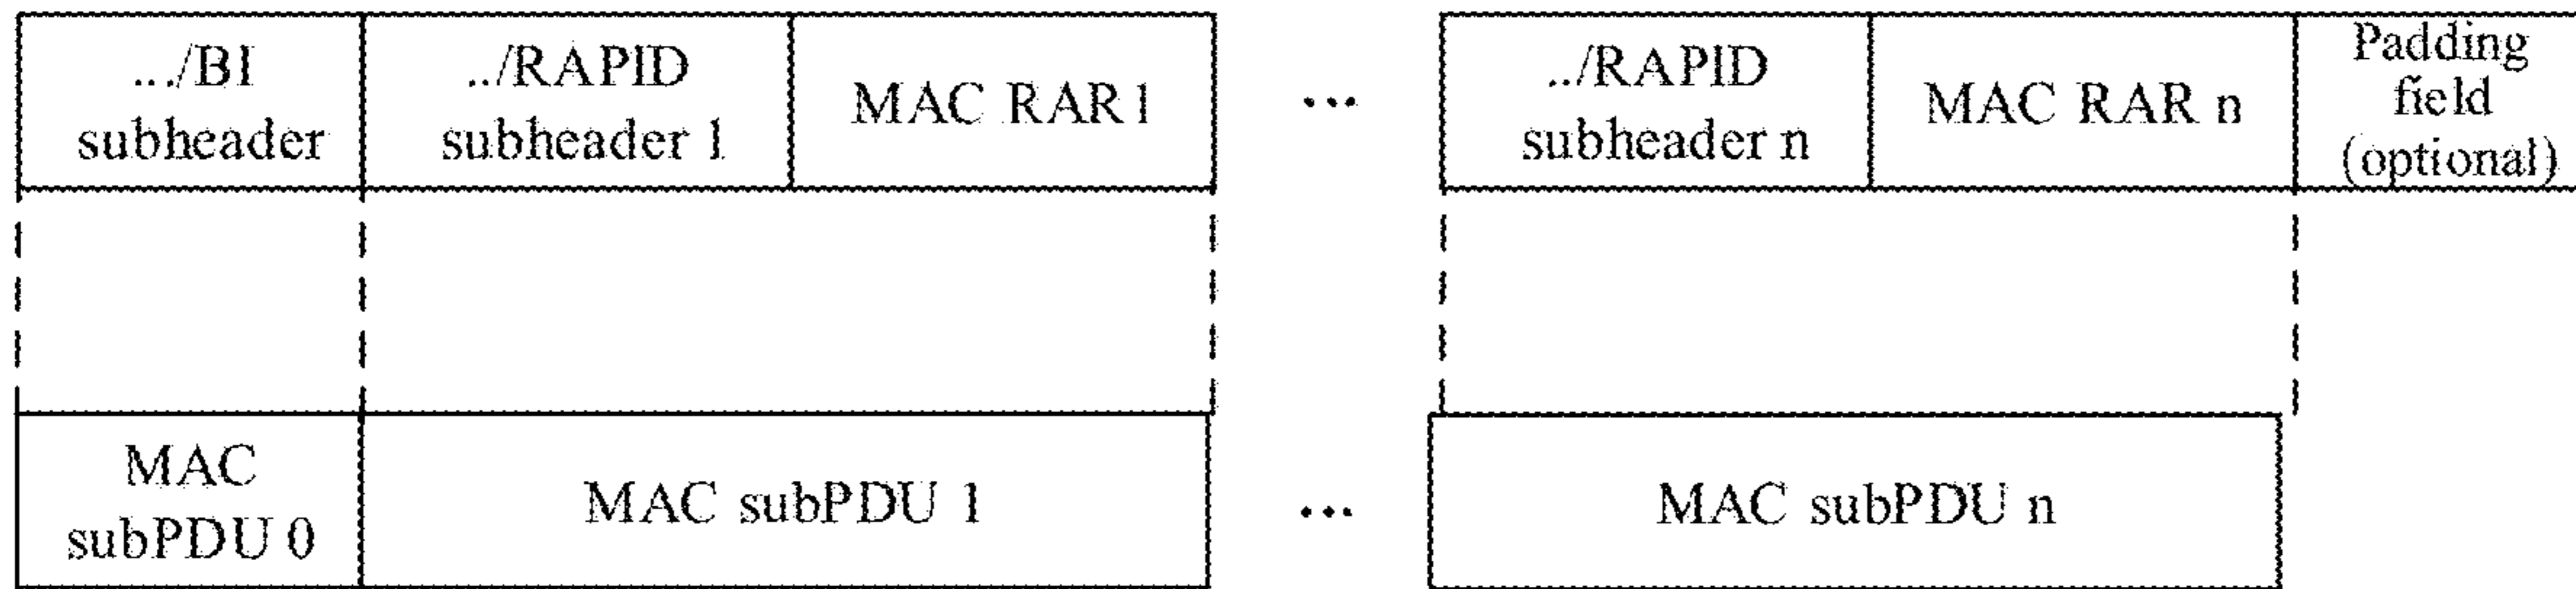 .../BI
subheader
../RAPID
subheader 1
MAC RAR1
...
../RAPID
subheader n
MAC RAR n
Padding
field
(optional)
MAC
subPDU 0
MAC subPDU 1
...
MAC subPDU n